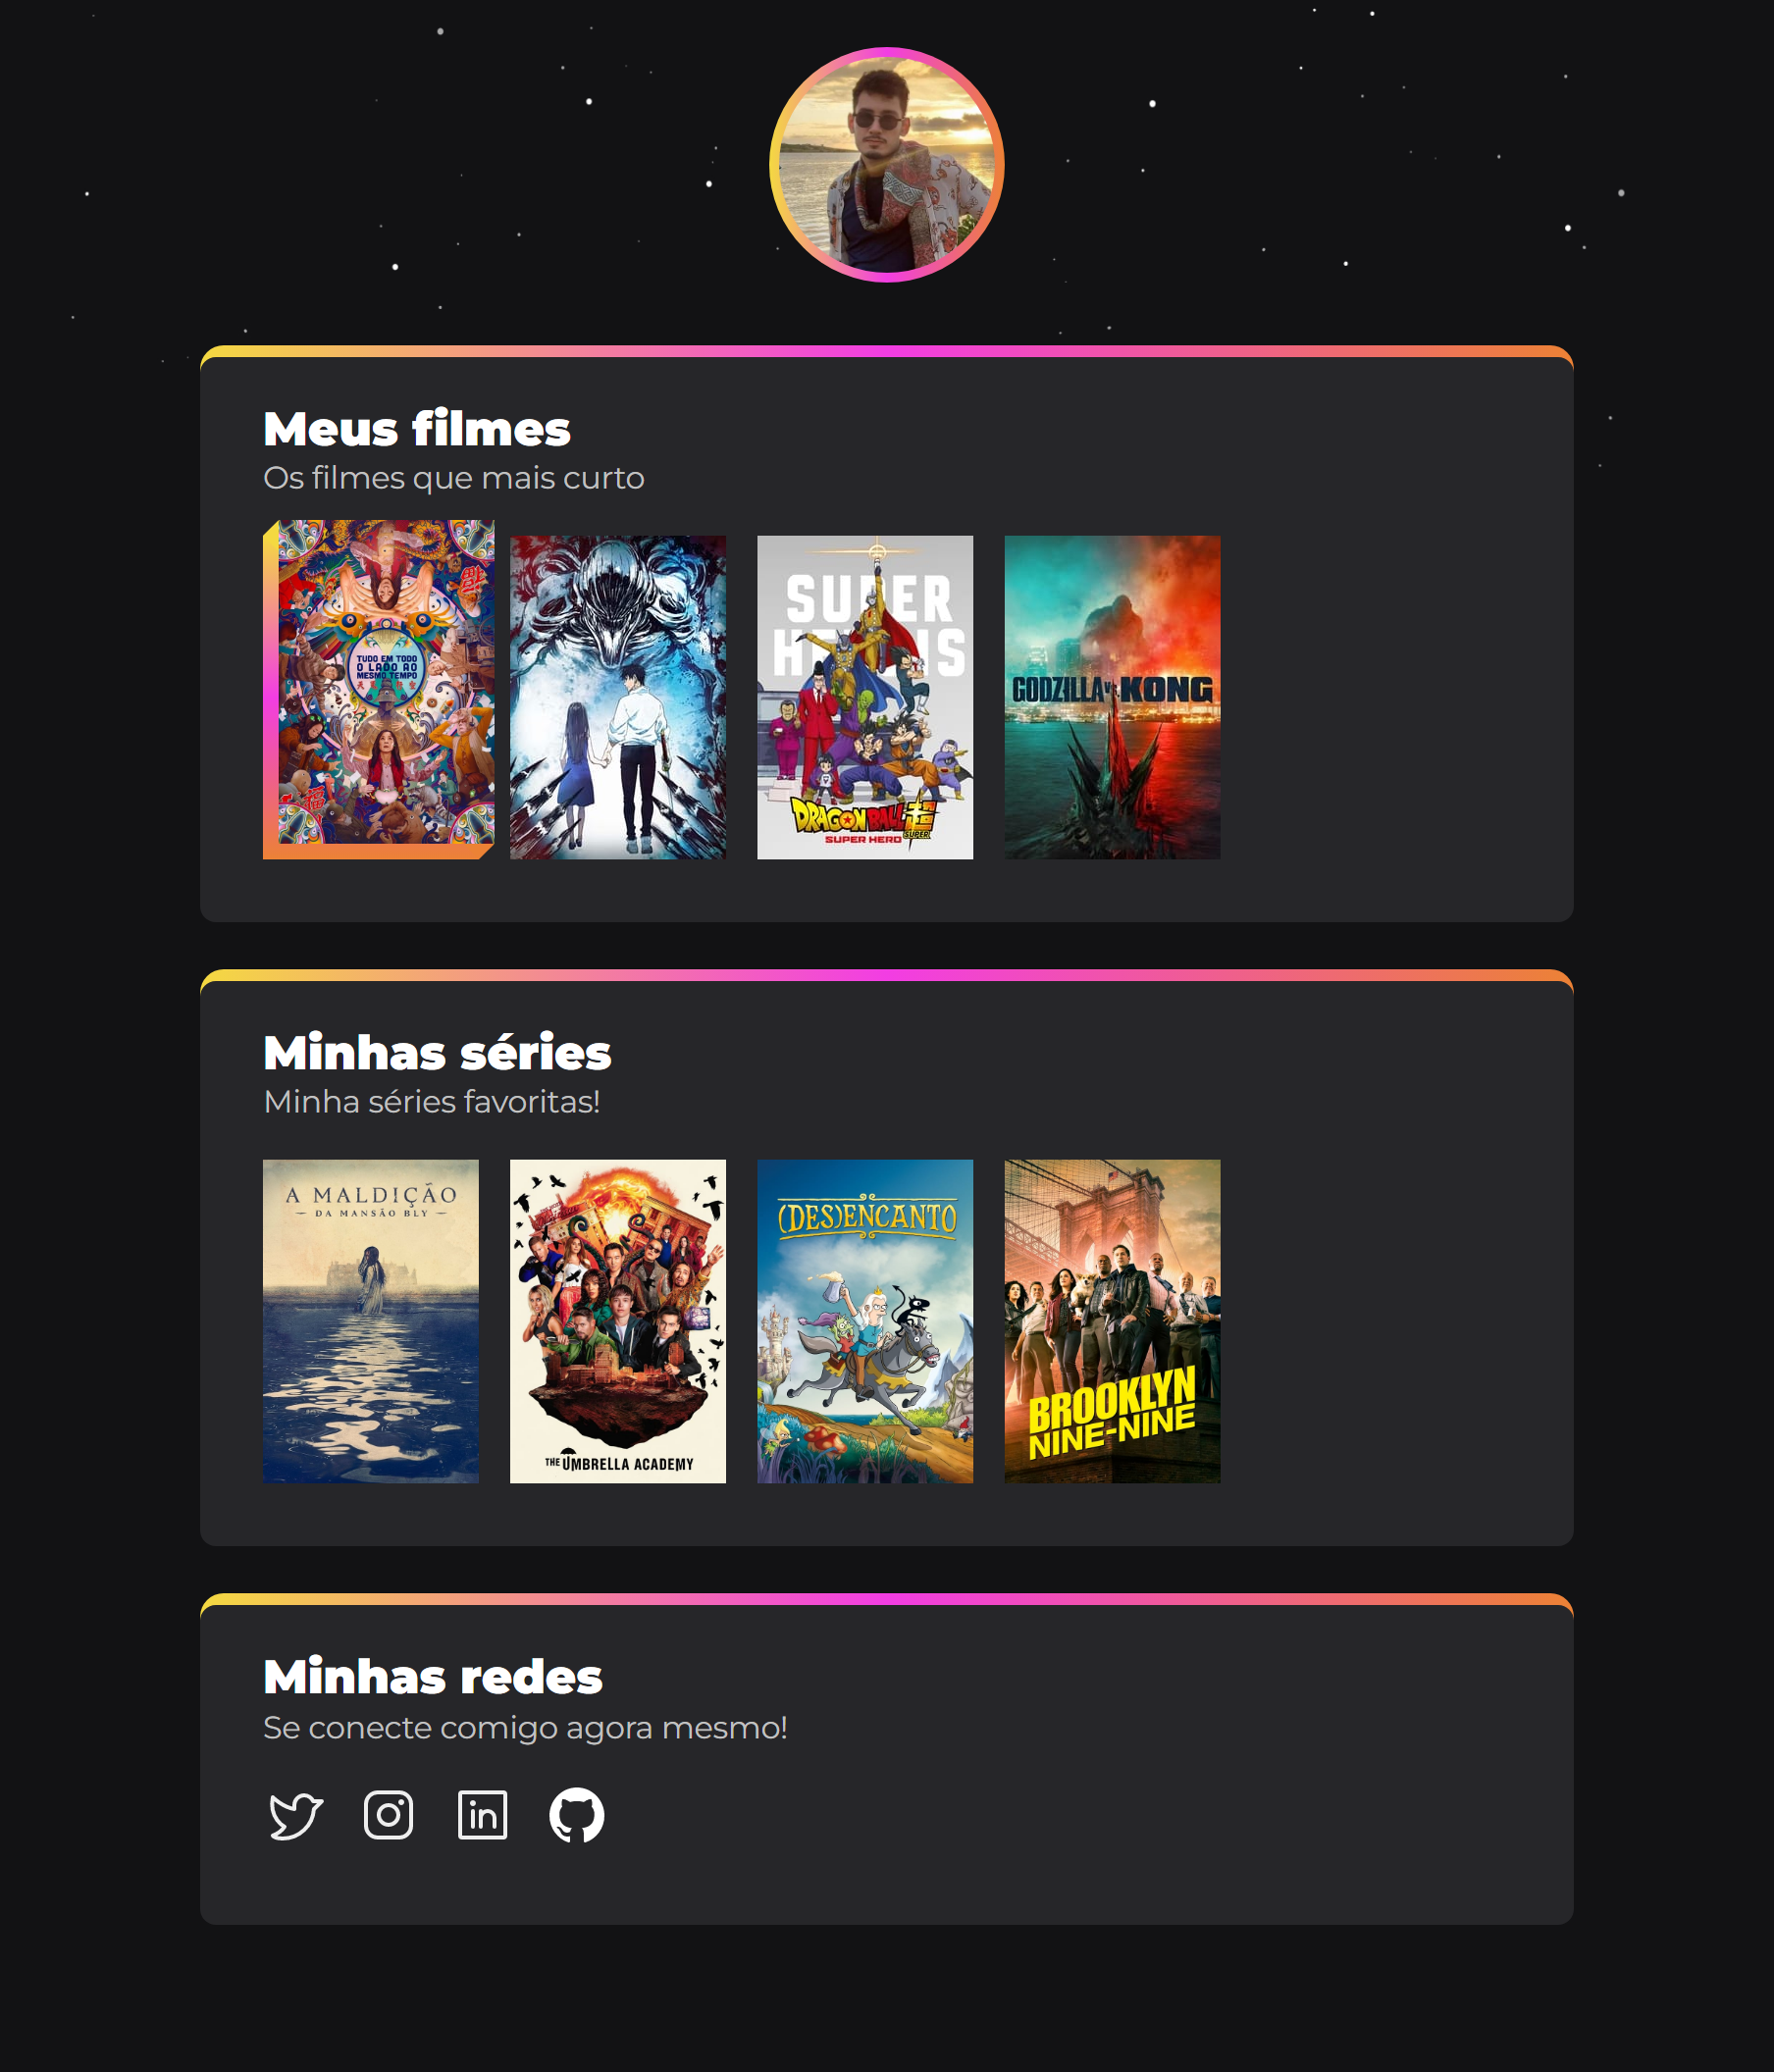 Meus filmes
Os filmes que mais curto
TUDO EM TODO
O LADO AO
MESMO TEMPO
SUPER
DRAGON BALL
SUPER
SUPER HERO
GODZILLA v KONG
Minhas séries
Minha séries favoritas!
A MALDIÇÃO
DA MANSÃO BLY
THE UMBRELLA ACADEMY
(DES)ENCANTO
BROOKLYN
NINE-NINE
Minhas redes
Se conecte comigo agora mesmo!
in